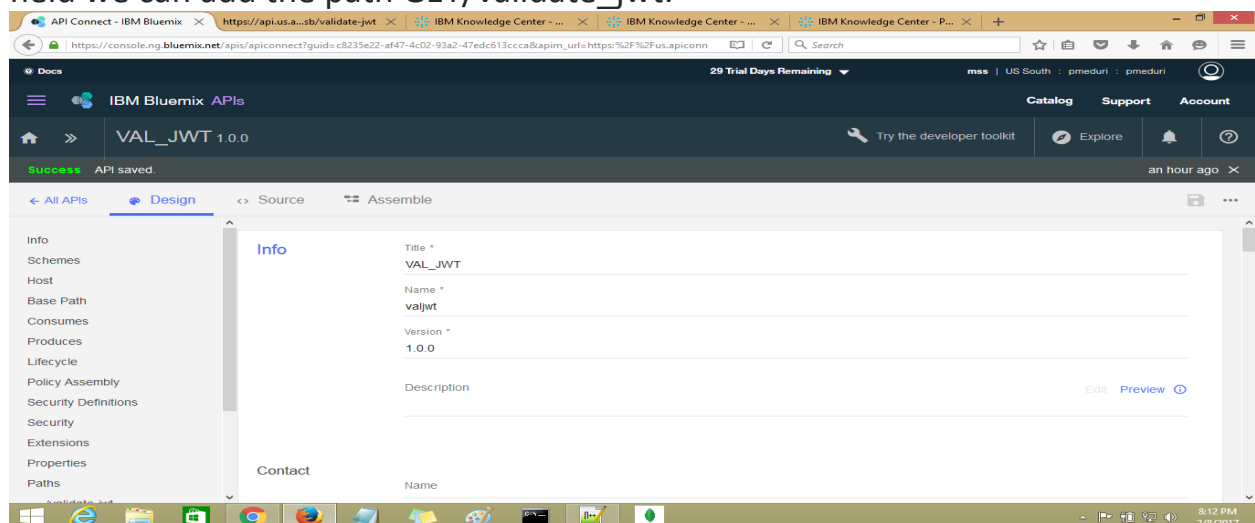 API Connect - IBM Bluemix
https://api.usa...sb/validate-jwt
IBM Knowledge Center - ...
IBM Knowledge Center - ...
IBM Knowledge Center - P...
https://console.ng.bluemix.net/apis/apiconnect?guid=c8235e22-af47-4c02-93a2-47edc613ccca&apim_url=https:%2F%2Fus.apiconn
Search
Docs
29 Trial Days Remaining
mss | US South : pmeduri : pmeduri
IBM Bluemix APIs
Catalog Support Account
VAL_JWT 1.0.0
Try the developer toolkit
Explore
Success API saved.
an hour ago
← All APIs
Design
Source
Assemble
Info
Schemes
Host
Base Path
Consumes
Produces
Lifecycle
Policy Assembly
Security Definitions
Security
Extensions
Properties
Paths
Info
Title *
VAL_JWT
Name *
valjwt
Version *
1.0.0
Description
Edit Preview
Contact
Name
8:12 PM